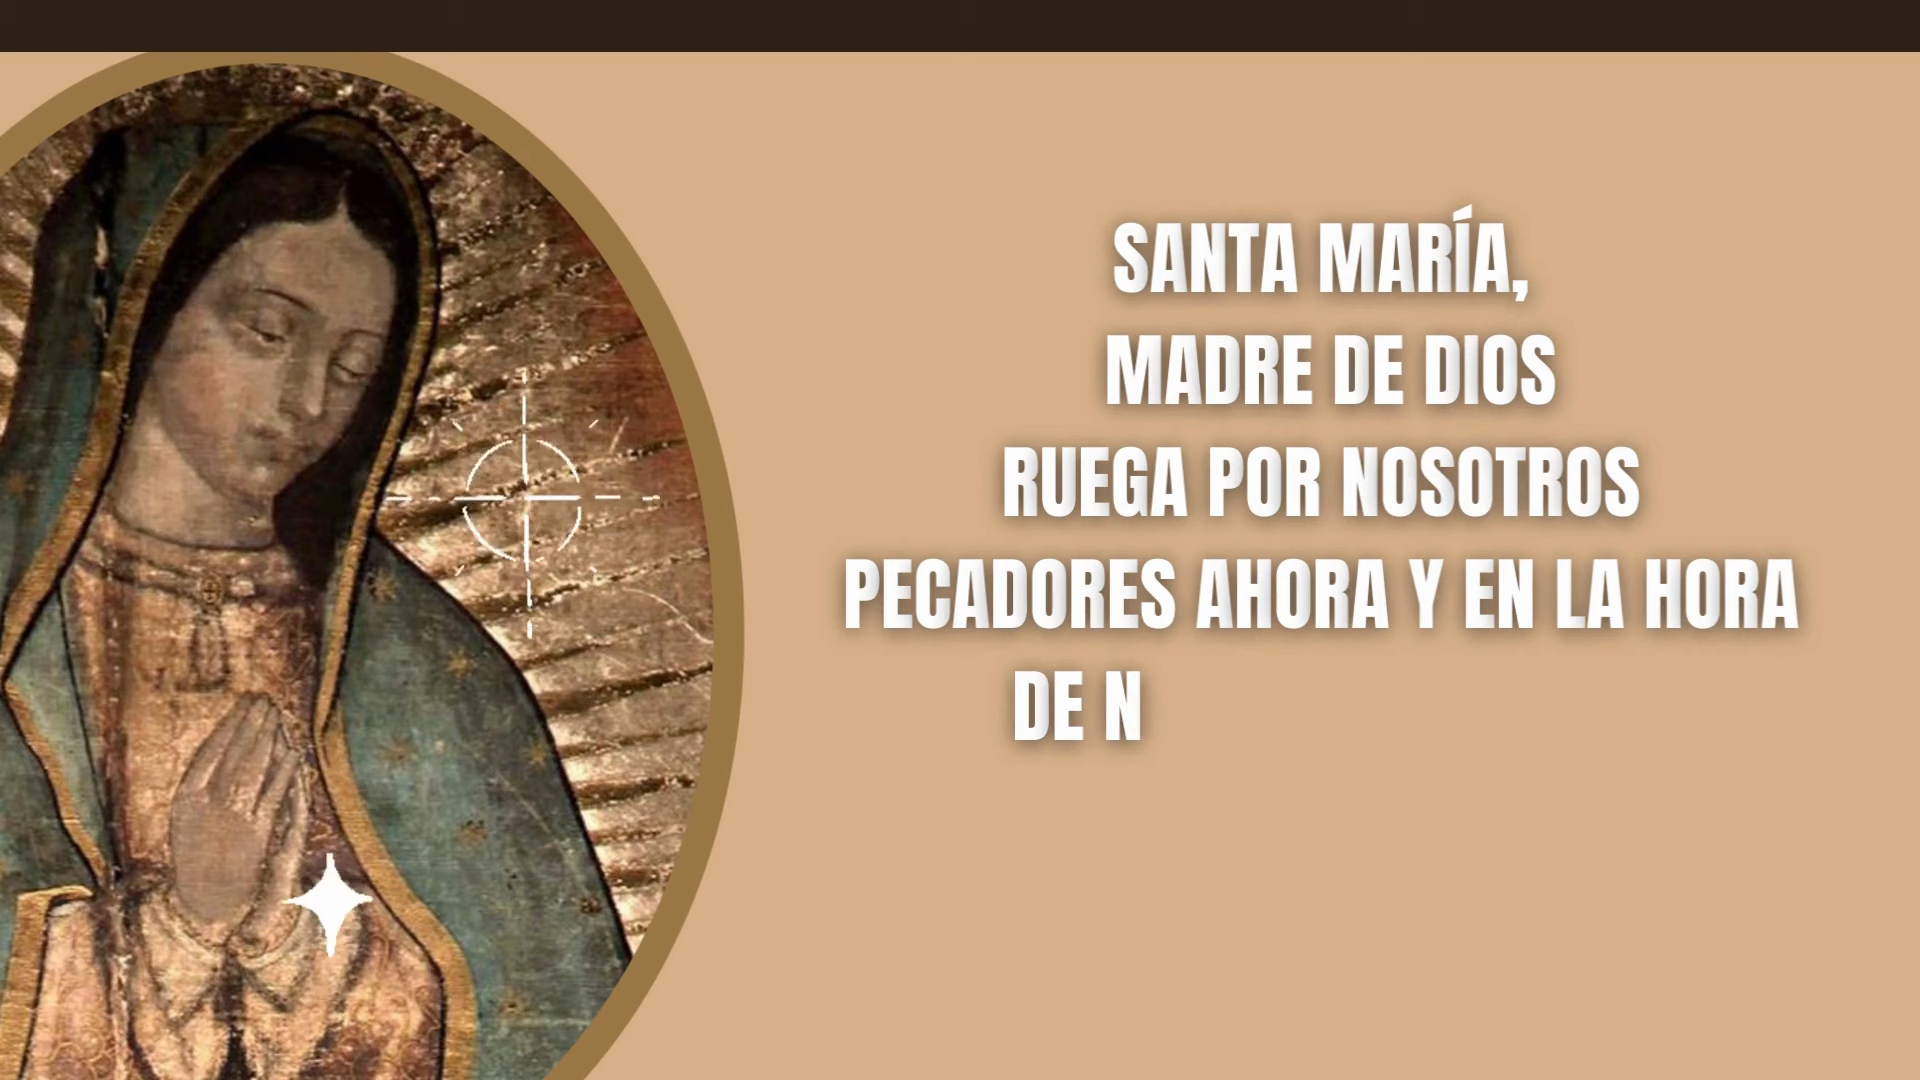 SANTA MARÍA,
MADRE DE DIOS
RUEGA POR NOSOTROS
PECADORES AHORA Y EN LA HORA
DE N